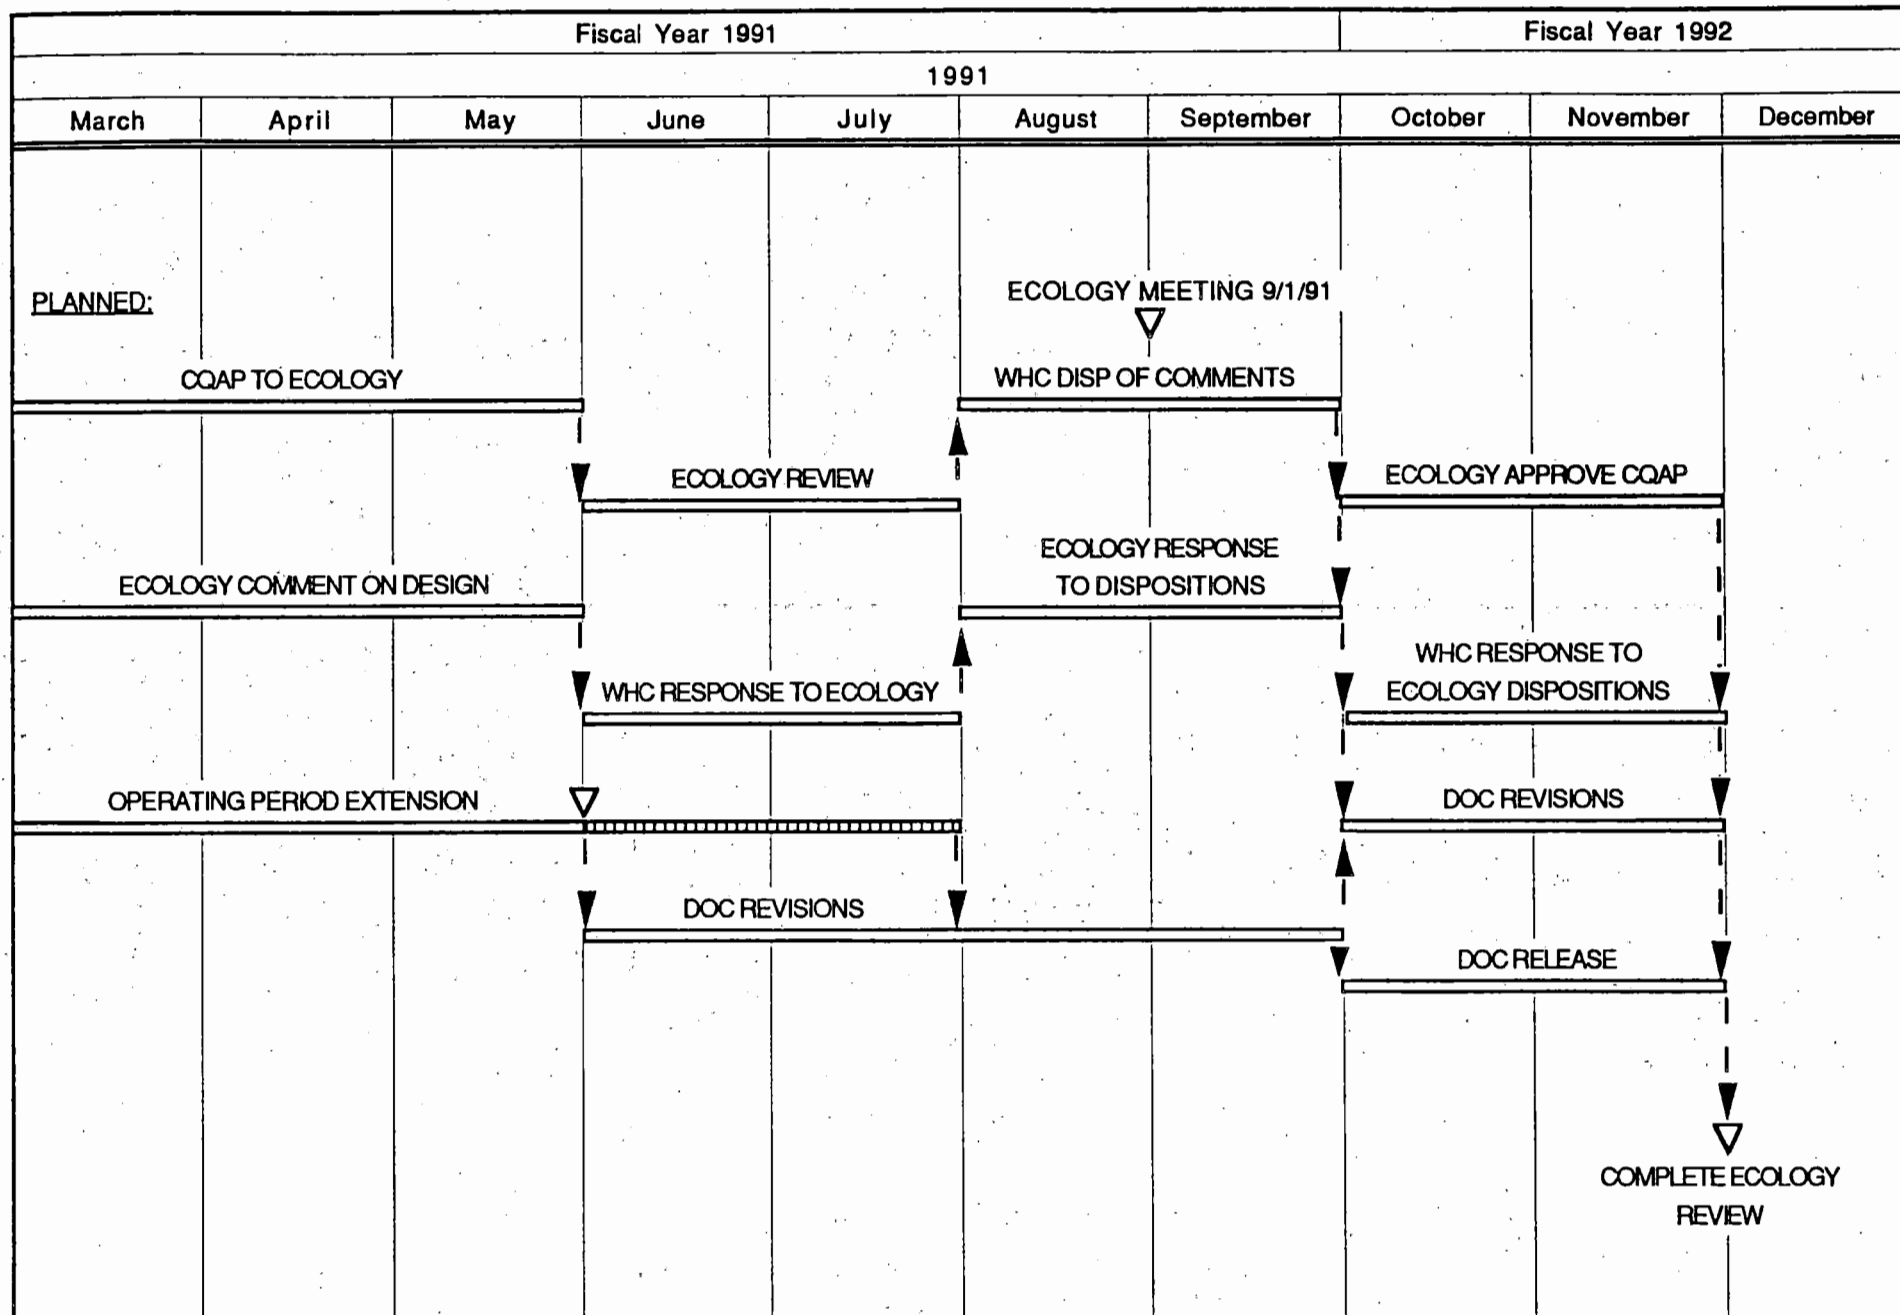 Fiscal Year 1991
Fiscal Year 1992
1991
March
April
May
June
July
August
September
October
November
December
PLANNED:
ECOLOGY MEETING 9/1/91
CQAP TO ECOLOGY
WHC DISP OF COMMENTS
ECOLOGY REVIEW
ECOLOGY APPROVE CQAP
ECOLOGY RESPONSE
TO DISPOSITIONS
ECOLOGY COMMENT ON DESIGN
WHC RESPONSE TO
ECOLOGY DISPOSITIONS
WHC RESPONSE TO ECOLOGY
OPERATING PERIOD EXTENSION
DOC REVISIONS
DOC REVISIONS
DOC RELEASE
COMPLETE ECOLOGY
REVIEW